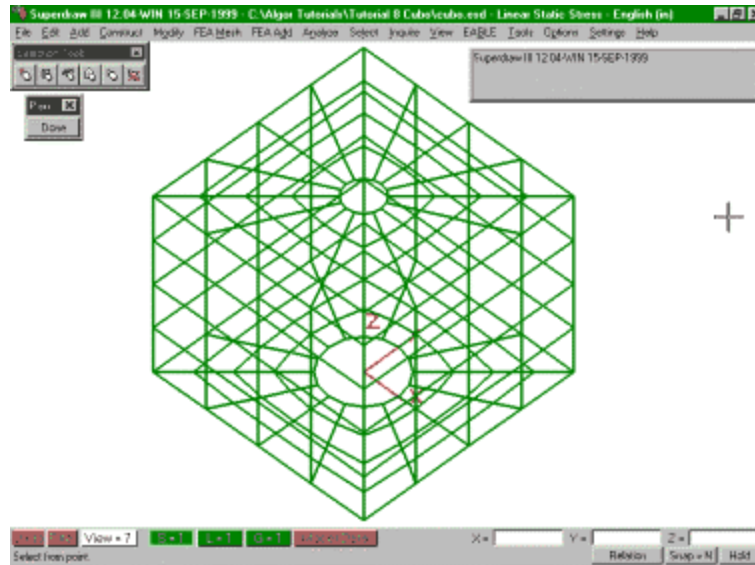 Superdraw III 12.04-WIN 15-SEP-1999 - C:\Algor Tutorials\Tutorial 8 Cubo\cubo.esd - Linear Static Stress - English (in)
File Edit Add Construct Modify FEA Mesh FEA Add Analyze Select Inquire View EAGLE Tools Options Settings Help
Superdraw III 12.04-WIN 15-SEP-1999
Done
Z
Y
X
View = 7
X = Y = Z =
Select from point.
Relation Snap = N Hold